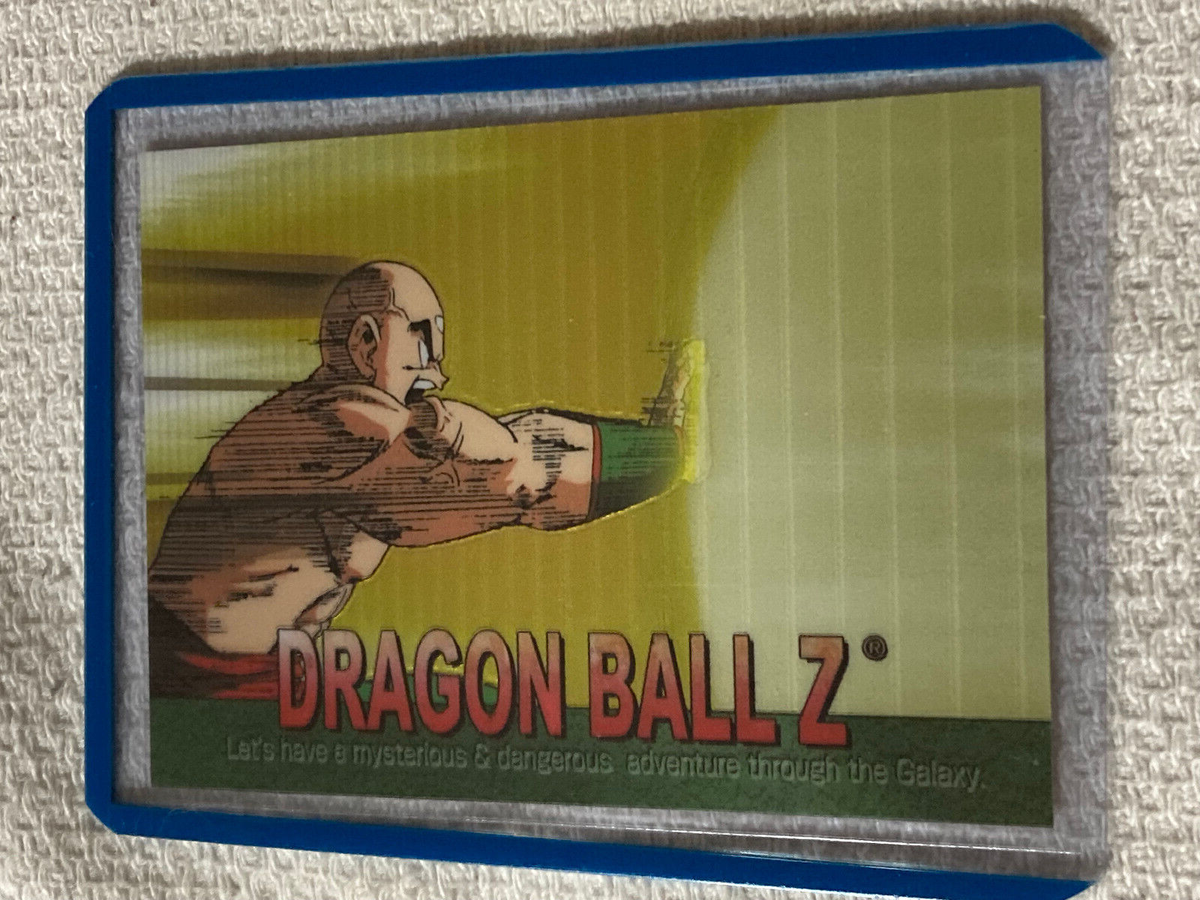 DRAGON BALL Z ®
Let's have a mysterious & dangerous adventure through the Galaxy.